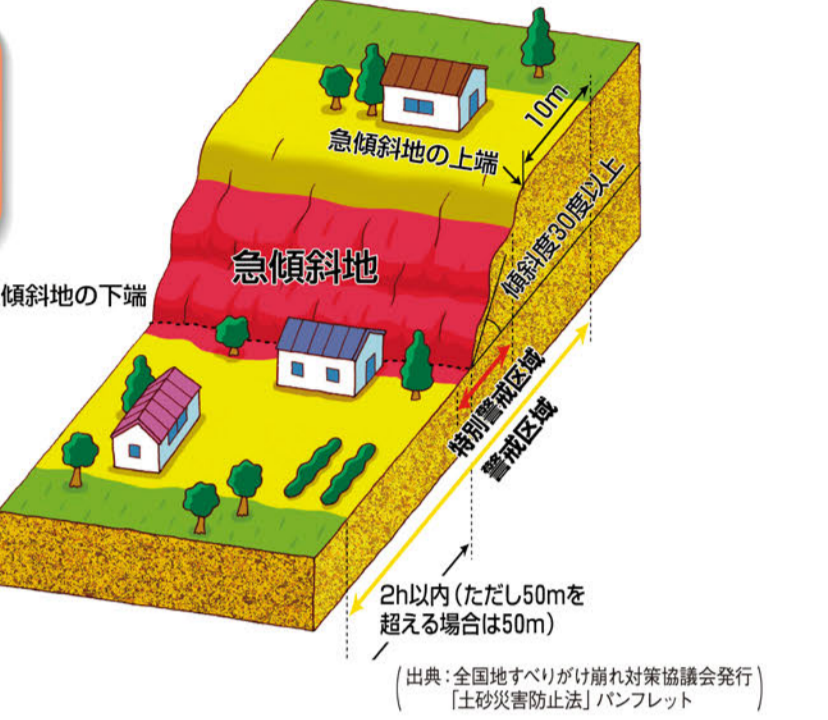 10m
急傾斜地の上端
傾斜度30度以上
急傾斜地
傾斜地の下端
特別警戒区域
警戒区域
2h以内(ただし50mを
超える場合は50m)
(出典:全国地すべりがけ崩れ対策協議会発行
「土砂災害防止法」パンフレット)